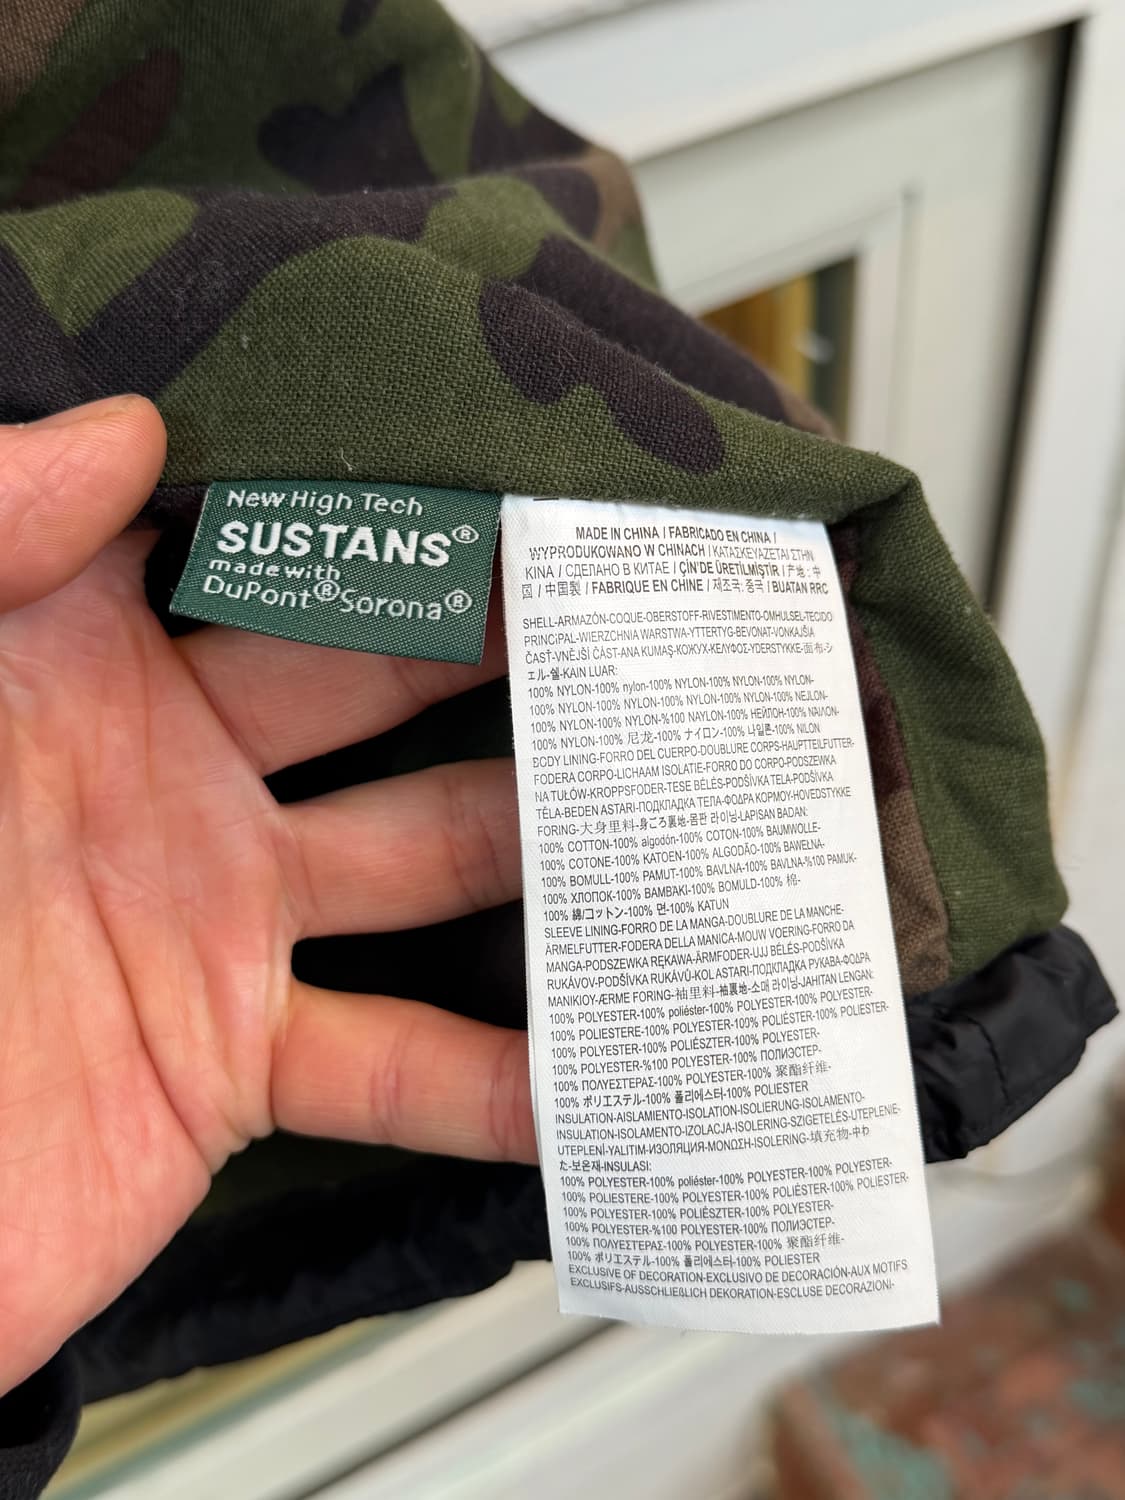 New High Tech
SUSTANS®
made with
DuPont® Sorona®
MADE IN CHINA / FABRICADO EN CHINA /
WYPRODUKOWANO W CHINACH / ΚΑΤΑΣΚΕΥΑΖΕΤΑΙ ΣΤΗΝ
ΚΙΝΑ / СДЕЛАНО В КИТАЕ / ÇİN'DE ÜRETİLMİŞTİR / 产地 : 中
国 / 中国製 / FABRIQUE EN CHINE / 제조국: 중국 / BUATAN RRC
SHELL-ARMAZÓN-COQUE-OBERSTOFF-RIVESTIMENTO-OMHULSEL-TECIDO
PRINCIPAL-WIERZCHNIA WARSTWA-YTTERTYG-BEVONAT-VONKAJŠIA
ČASŤ-VNĚJŠÍ ČÁST-ANA KUMAŞ-КОЖУХ-ΚΕΛΥΦΟΣ-YDERSTYKKE-面布-シ
ェル-쉘-KAIN LUAR:
100% NYLON-100% nylon-100% NYLON-100% NYLON-100% NYLON-
100% NYLON-100% NYLON-100% NYLON-100% NYLON-100% NEJLON-
100% NYLON-100% NYLON-%100 NAYLON-100% НЕЙЛОН-100% ΝΑΙΛΟΝ-
100% NYLON-100% 尼龙-100% ナイロン-100% 나일론-100% NILON
BODY LINING-FORRO DEL CUERPO-DOUBLURE CORPS-HAUPTTEILFUTTER-
FODERA CORPO-LICHAAM ISOLATIE-FORRO DO CORPO-PODSZEWKA
NA TUŁÓW-KROPPSFODER-TESE BÉLÉS-PODŠÍVKA TELA-PODŠÍVKA
TĚLA-BEDEN ASTARI-ПОДКЛАДКА ТЕЛА-ΦΟΔΡΑ ΚΟΡΜΟΥ-HOVEDSTYKKE
FORING-大身里料-身ごろ裏地-몸판 라이닝-LAPISAN BADAN:
100% COTTON-100% algodón-100% COTON-100% BAUMWOLLE-
100% COTONE-100% KATOEN-100% ALGODÃO-100% BAWEŁNA-
100% BOMULL-100% PAMUT-100% BAVLNA-100% BAVLNA-%100 PAMUK-
100% ХЛОПОК-100% ΒΑΜΒΑΚΙ-100% BOMULD-100% 棉-
100% 綿/コットン-100% 면-100% KATUN
SLEEVE LINING-FORRO DE LA MANGA-DOUBLURE DE LA MANCHE-
ÄRMELFUTTER-FODERA DELLA MANICA-MOUW VOERING-FORRO DA
MANGA-PODSZEWKA RĘKAWA-ÄRMFODER-UJJ BÉLÉS-PODŠÍVKA
RUKÁVOV-PODŠÍVKA RUKÁVŮ-KOL ASTARI-ПОДКЛАДКА РУКАВА-ΦΟΔΡΑ
ΜΑΝΙΚΙΟΥ-ÆRME FORING-袖里料-袖裏地-소매 라이닝-JAHITAN LENGAN:
100% POLYESTER-100% poliéster-100% POLYESTER-100% POLYESTER-
100% POLIESTERE-100% POLYESTER-100% POLIÉSTER-100% POLIESTER-
100% POLYESTER-100% POLIÉSZTER-100% POLYESTER-
100% POLYESTER-%100 POLYESTER-100% ПОЛИЭСТЕР-
100% ΠΟΛΥΕΣΤΕΡΑΣ-100% POLYESTER-100% 聚酯纤维-
100% ポリエステル-100% 폴리에스터-100% POLIESTER
INSULATION-AISLAMIENTO-ISOLATION-ISOLIERUNG-ISOLAMENTO-
INSULATION-ISOLAMENTO-IZOLACJA-ISOLERING-SZIGETELÉS-UTEPLENIE-
UTEPLENÍ-YALITIM-ИЗОЛЯЦИЯ-ΜΟΝΩΣΗ-ISOLERING-填充物-中わ
た-보온재-INSULASI:
100% POLYESTER-100% poliéster-100% POLYESTER-100% POLYESTER-
100% POLIESTERE-100% POLYESTER-100% POLIÉSTER-100% POLIESTER-
100% POLYESTER-100% POLIÉSZTER-100% POLYESTER-
100% POLYESTER-%100 POLYESTER-100% ПОЛИЭСТЕР-
100% ΠΟΛΥΕΣΤΕΡΑΣ-100% POLYESTER-100% 聚酯纤维-
100% ポリエステル-100% 폴리에스터-100% POLIESTER
EXCLUSIVE OF DECORATION-EXCLUSIVO DE DECORACIÓN-AUX MOTIFS
EXCLUSIFS-AUSSCHLIEßLICH DEKORATION-ESCLUSE DECORAZIONI-